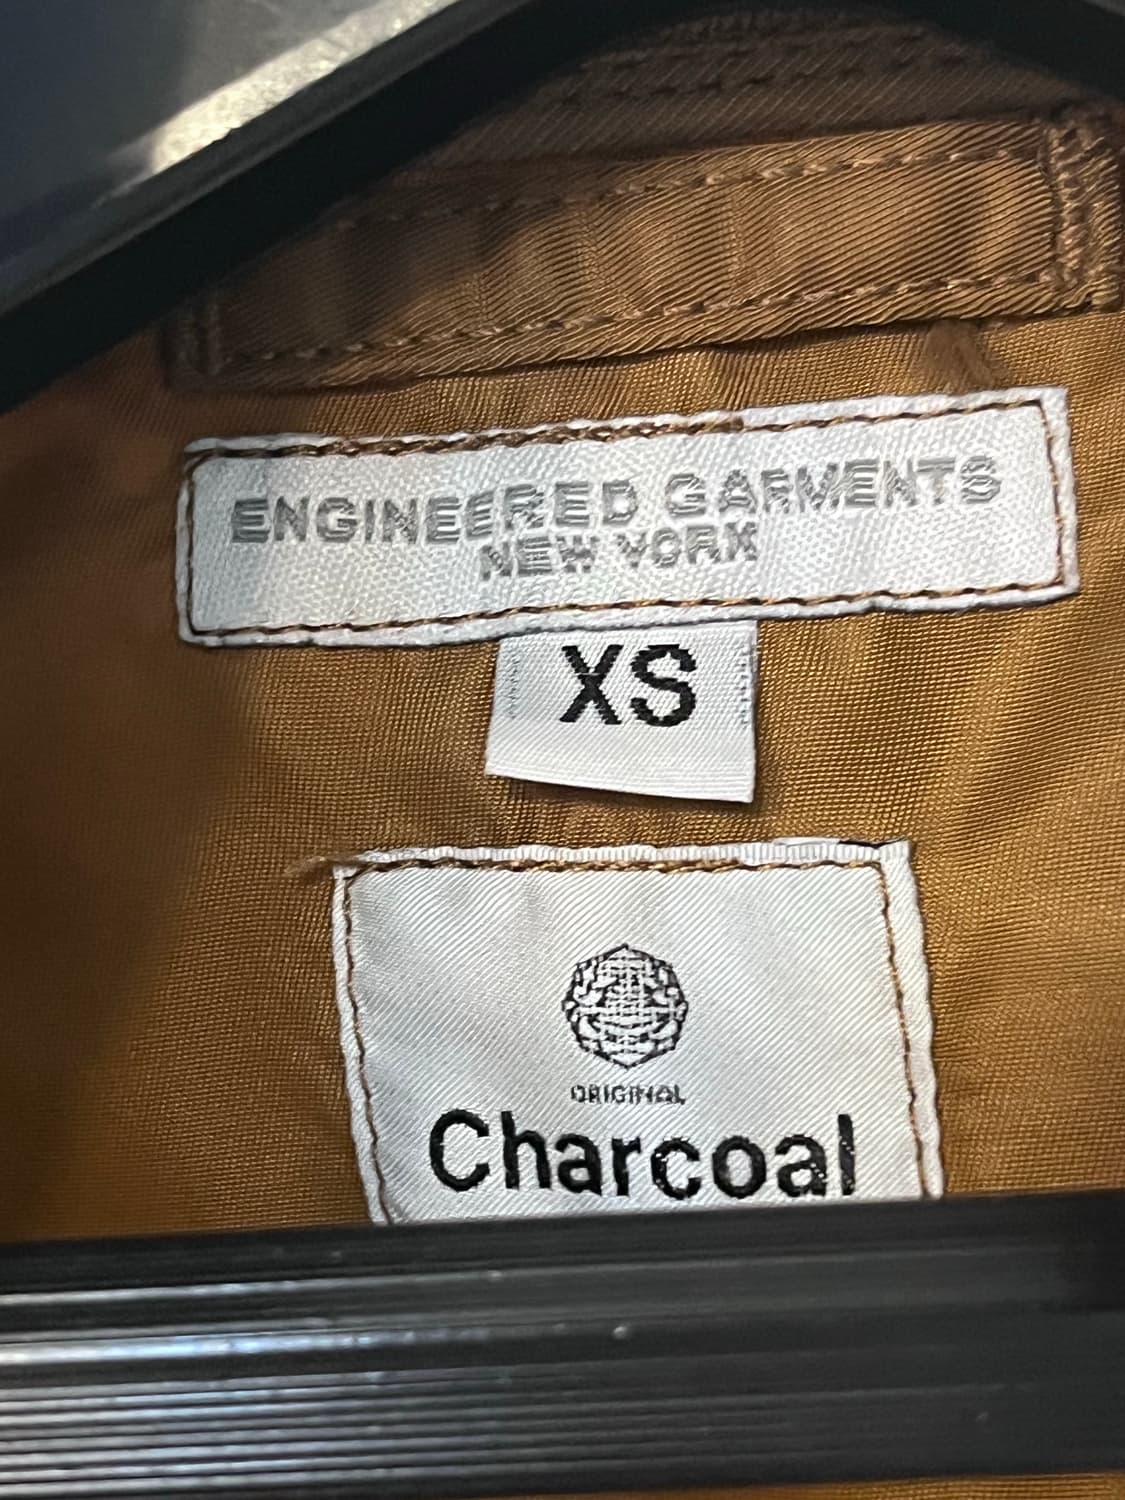 ENGINEERED GARMENTS
NEW YORK
XS
ORIGINAL
Charcoal